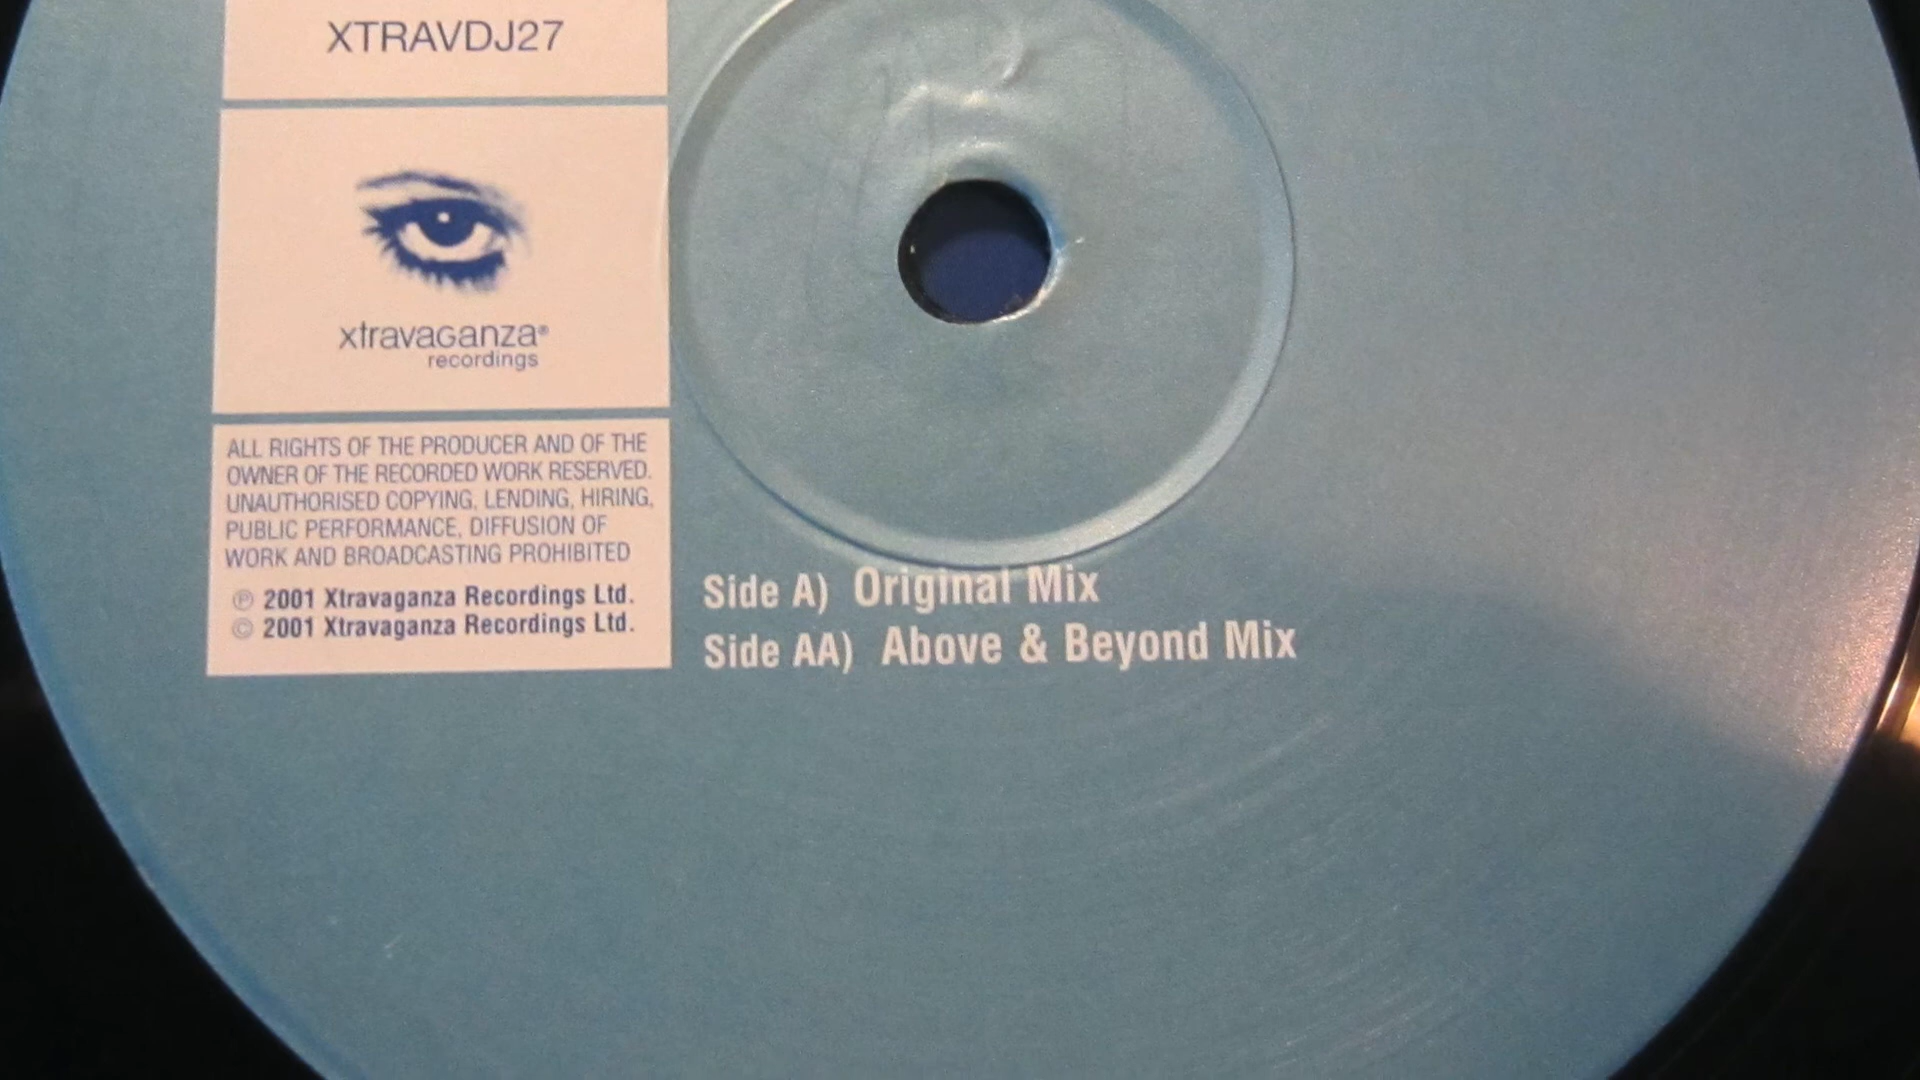 XTRAVDJ27
xtravaganza®
recordings
ALL RIGHTS OF THE PRODUCER AND OF THE
OWNER OF THE RECORDED WORK RESERVED.
UNAUTHORISED COPYING, LENDING, HIRING,
PUBLIC PERFORMANCE, DIFFUSION OF
WORK AND BROADCASTING PROHIBITED
℗ 2001 Xtravaganza Recordings Ltd.
© 2001 Xtravaganza Recordings Ltd.
Side A) Original Mix
Side AA) Above & Beyond Mix